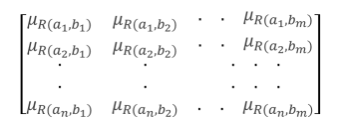 μR(a₁,b₁) μR(a₁,b₂) · · μR(a₁,bₘ)
μR(a₂,b₁) μR(a₂,b₂) · · μR(a₂,bₘ)
· · · · ·
· · · · ·
μR(aₙ,b₁) μR(aₙ,b₂) · · μR(aₙ,bₘ)